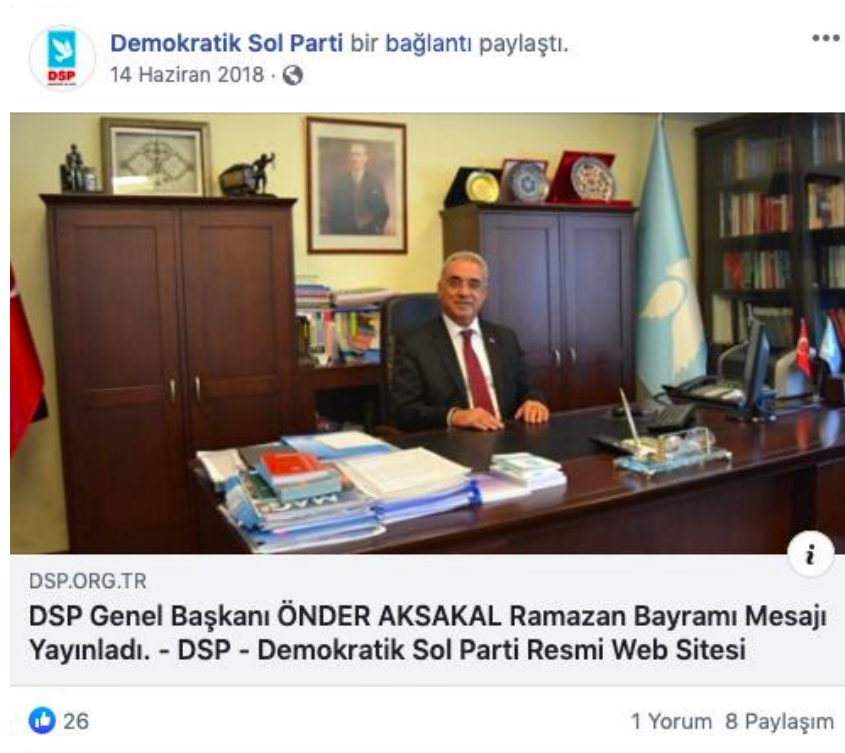 Demokratik Sol Parti bir bağlantı paylaştı.
14 Haziran 2018 ·
DSP
DSP.ORG.TR
DSP Genel Başkanı ÖNDER AKSAKAL Ramazan Bayramı Mesajı
Yayınladı. - DSP - Demokratik Sol Parti Resmi Web Sitesi
26
1 Yorum 8 Paylaşım